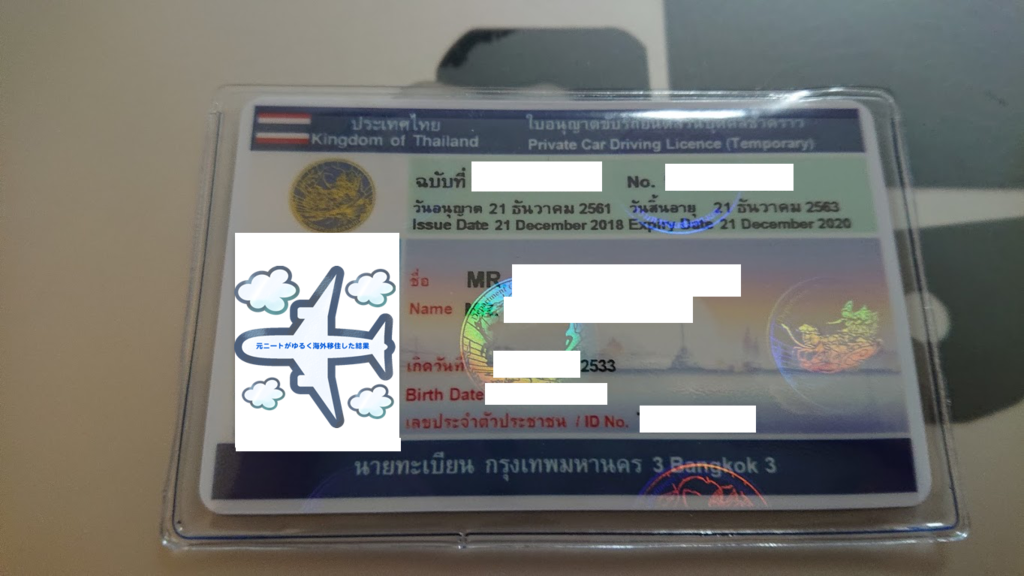 ประเทศไทย
Kingdom of Thailand
ใบอนุญาตขับรถยนต์ส่วนบุคคลชั่วคราว
Private Car Driving Licence (Temporary)
ฉบับที่
No.
วันอนุญาต 21 ธันวาคม 2561 วันสิ้นอายุ 21 ธันวาคม 2563
Issue Date 21 December 2018 Expiry Date 21 December 2020
ชื่อ MR
Name
元ニートがゆるく海外移住した結果
เกิดวันที่ 2533
Birth Date
เลขประจำตัวประชาชน / ID No.
นายทะเบียน กรุงเทพมหานคร 3 Bangkok 3